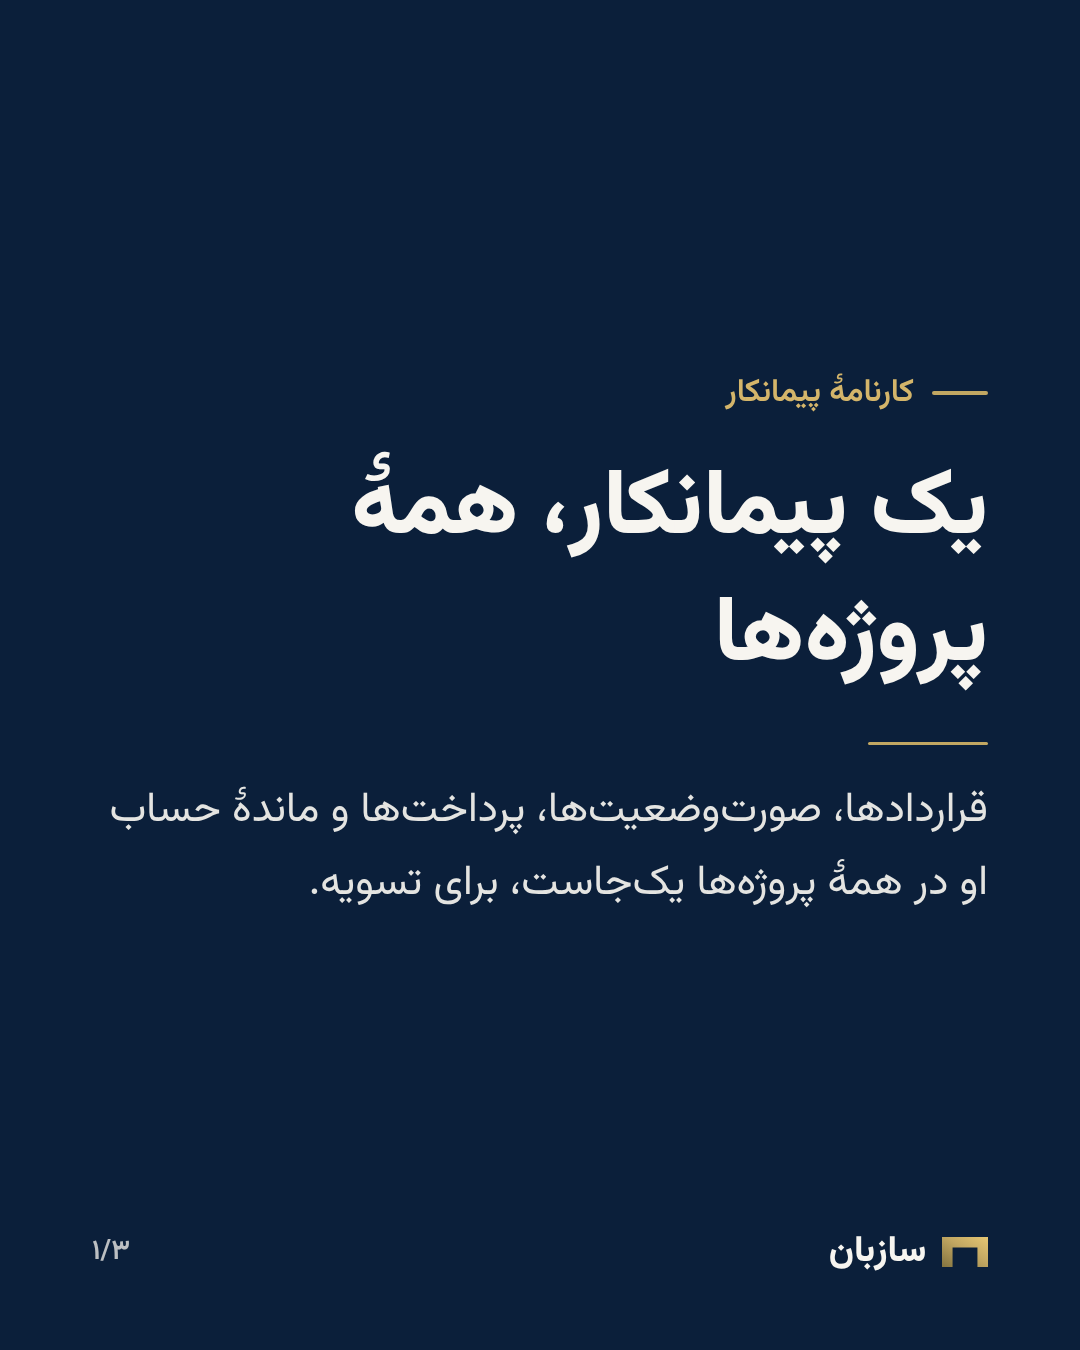 کارنامهٔ پیمانکار
یک پیمانکار، همهٔ
پروژه‌ها
قراردادها، صورت‌وضعیت‌ها، پرداخت‌ها و ماندهٔ حساب
او در همهٔ پروژه‌ها یک‌جاست، برای تسویه.
سازبان
۱/۳